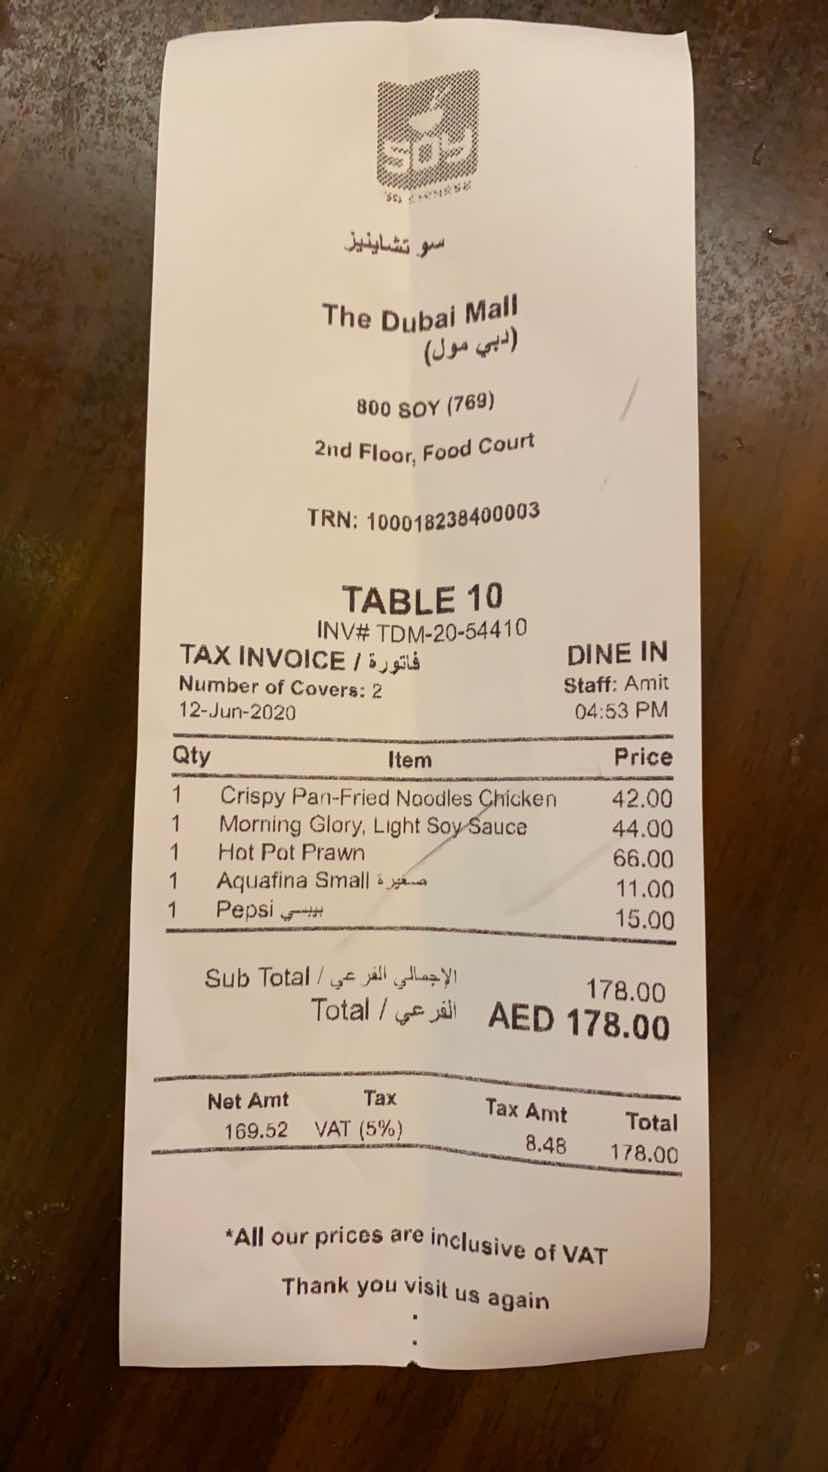 soy
SO CHINESE
سو تشاينيز
The Dubai Mall
(دبي مول)
800 SOY (769)
2nd Floor, Food Court
TRN: 100018238400003
TABLE 10
INV# TDM-20-54410
TAX INVOICE / فاتورة DINE IN
Number of Covers: 2 Staff: Amit
12-Jun-2020 04:53 PM
Qty Item Price
1 Crispy Pan-Fried Noodles Chicken 42.00
1 Morning Glory, Light Soy Sauce 44.00
1 Hot Pot Prawn 66.00
1 Aquafina Small صغيرة 11.00
1 Pepsi بيبسي 15.00
Sub Total / الإجمالي الفرعي 178.00
Total / الفرعي AED 178.00
Net Amt Tax Tax Amt Total
169.52 VAT (5%) 8.48 178.00
*All our prices are inclusive of VAT
Thank you visit us again